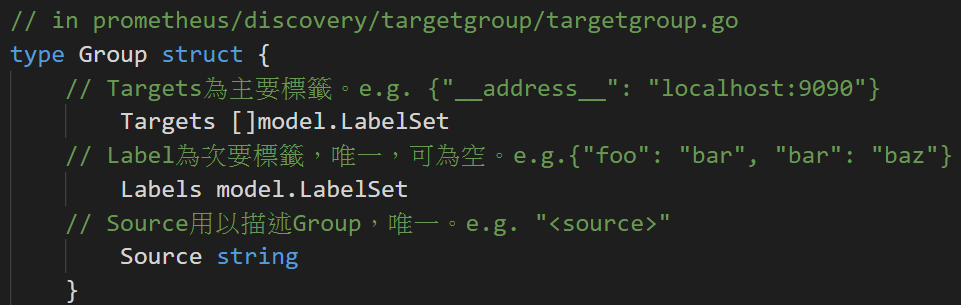 // in prometheus/discovery/targetgroup/targetgroup.go
type Group struct {
// Targets為主要標籤。e.g. {"__address__": "localhost:9090"}
Targets []model.LabelSet
// Label為次要標籤，唯一，可為空。e.g.{"foo": "bar", "bar": "baz"}
Labels model.LabelSet
// Source用以描述Group，唯一。e.g. "<source>"
Source string
}